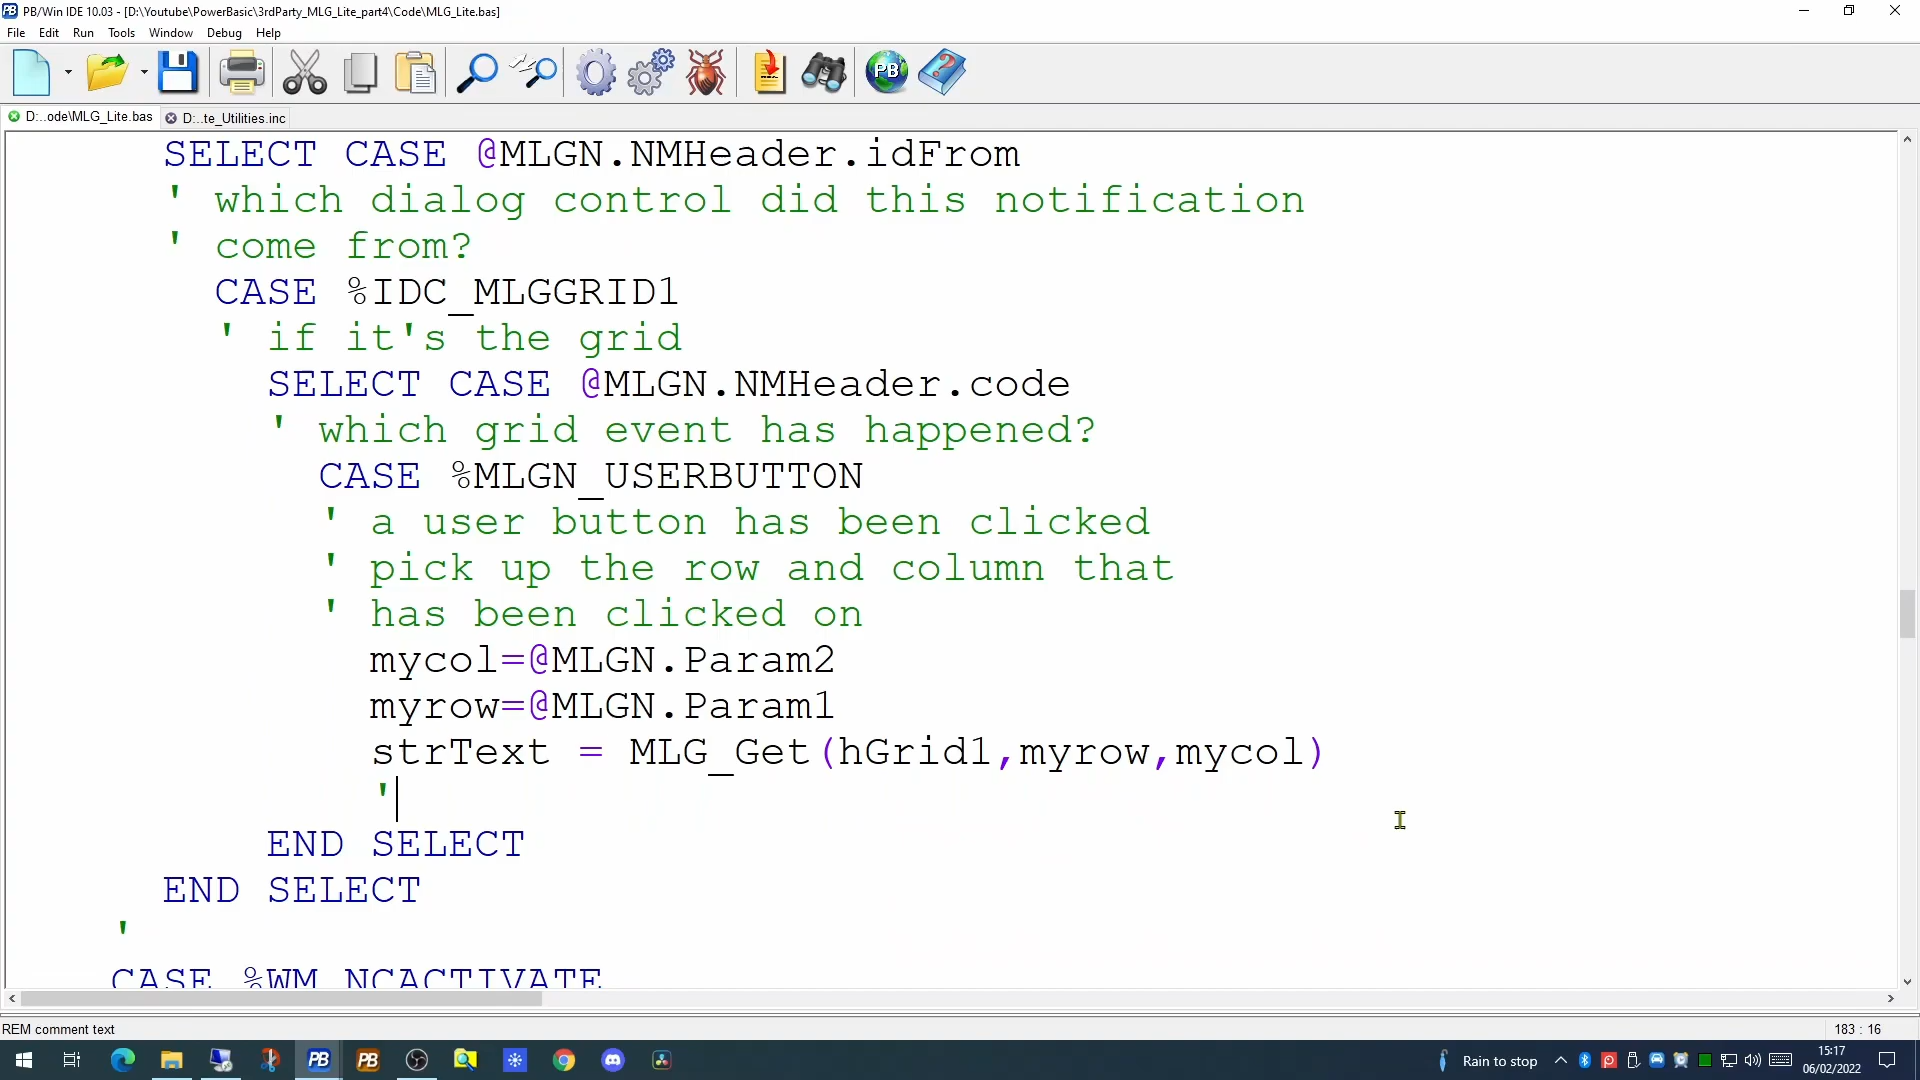 PB/Win IDE 10.03 - [D:\Youtube\PowerBasic\3rdParty_MLG_Lite_part4\Code\MLG_Lite.bas]
File Edit Run Tools Window Debug Help
PB
D:..ode\MLG_Lite.bas D:..te_Utilities.inc
SELECT CASE @MLGN.NMHeader.idFrom
' which dialog control did this notification
' come from?
CASE %IDC_MLGGRID1
' if it's the grid
SELECT CASE @MLGN.NMHeader.code
' which grid event has happened?
CASE %MLGN_USERBUTTON
' a user button has been clicked
' pick up the row and column that
' has been clicked on
mycol=@MLGN.Param2
myrow=@MLGN.Param1
strText = MLG_Get(hGrid1,myrow,mycol)
'
END SELECT
END SELECT
'
CASE %WM_NCACTIVATE
REM comment text 183 : 16
PB PB Rain to stop 15:17
06/02/2022